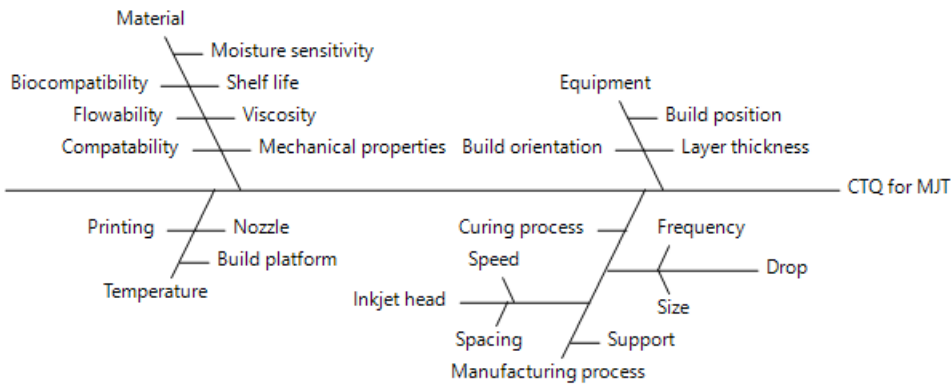 Material
Moisture sensitivity
Biocompatibility
Shelf life
Equipment
Flowability
Viscosity
Build position
Compatability
Mechanical properties
Build orientation
Layer thickness
CTQ for MJT
Printing
Nozzle
Curing process
Frequency
Build platform
Speed
Drop
Temperature
Inkjet head
Size
Spacing
Support
Manufacturing process